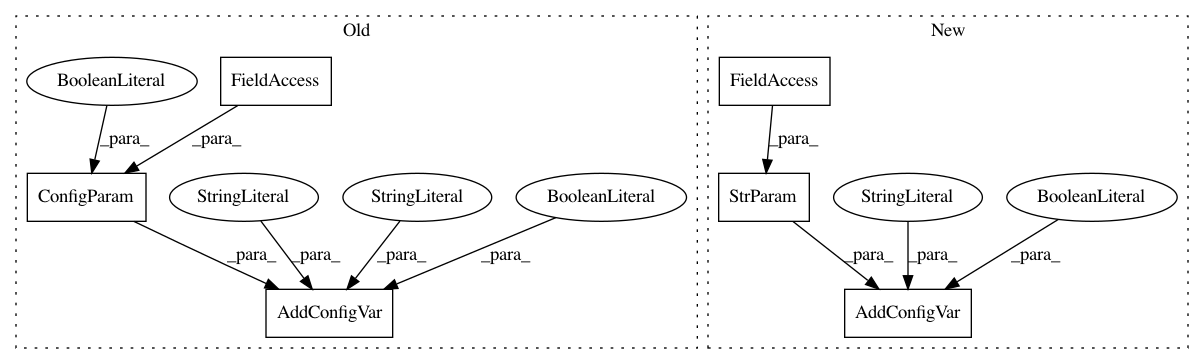 Old
New
BooleanLiteral
FieldAccess
FieldAccess
_para_
_para_
_para_
ConfigParam
StringLiteral
StringLiteral
BooleanLiteral
StrParam
StringLiteral
BooleanLiteral
_para_
_para_
_para_
_para_
_para_
_para_
_para_
AddConfigVar
AddConfigVar